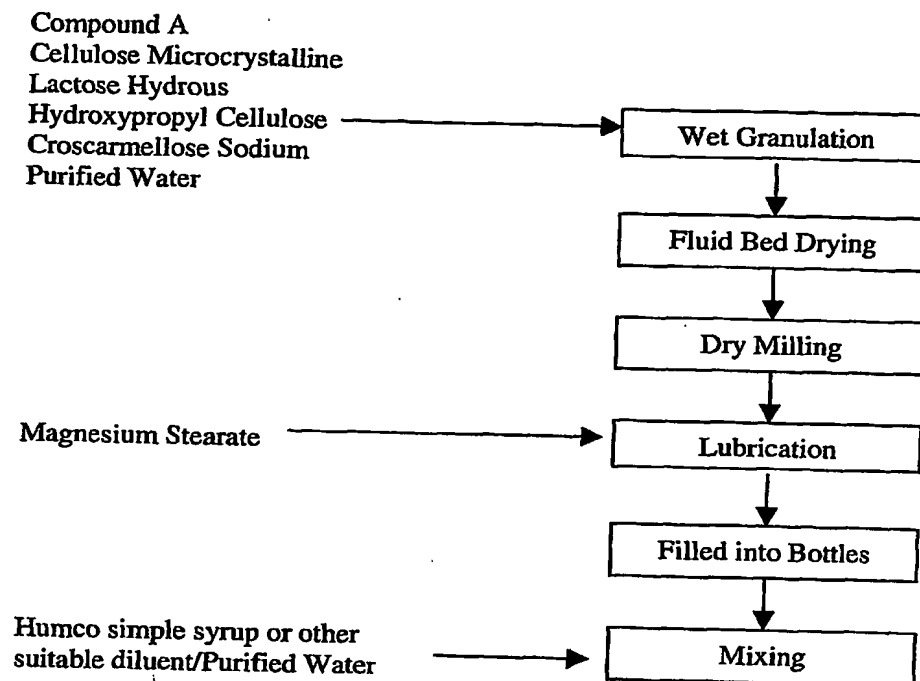 Compound A
Cellulose Microcrystalline
Lactose Hydrous
Hydroxypropyl Cellulose
Croscarmellose Sodium
Purified Water
Wet Granulation
Fluid Bed Drying
Dry Milling
Magnesium Stearate
Lubrication
Filled into Bottles
Humco simple syrup or other
suitable diluent/Purified Water
Mixing